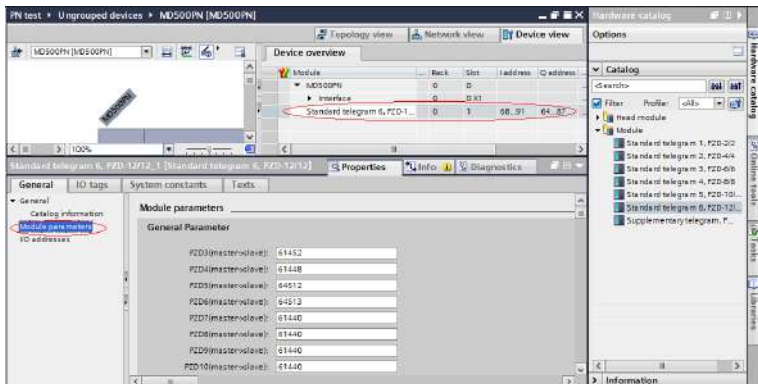 PN test ▸ Ungrouped devices ▸ MD500PN [MD500PN]
Hardware catalog
Topology view
Network view
Device view
Options
MD500PN [MD500PN]
Device overview
Module
...
Rack
Slot
I address
Q address
MD500PN
0
0
Interface
0
0 X1
Standard telegram 6, PZD-1...
0
1
68...91
64...87
MD500PN
100%
Catalog
<Search>
Filter
Profile:
<All>
Head module
Module
Standard telegram 1, PZD-2/2
Standard telegram 2, PZD-4/4
Standard telegram 3, PZD-6/6
Standard telegram 4, PZD-8/8
Standard telegram 5, PZD-10/...
Standard telegram 6, PZD-12/...
Supplementary telegram, P...
Information
Hardware catalog
Online tools
Tasks
Libraries
Standard telegram 6, PZD-12/12_1 [Standard telegram 6, PZD-12/12]
Properties
Info
Diagnostics
General
IO tags
System constants
Texts
General
Catalog information
Module parameters
I/O addresses
Module parameters
General Parameter
PZD3(master->slave): 61452
PZD4(master->slave): 61448
PZD5(master->slave): 64512
PZD6(master->slave): 64513
PZD7(master->slave): 61440
PZD8(master->slave): 61440
PZD9(master->slave): 61440
PZD10(master->slave): 61440